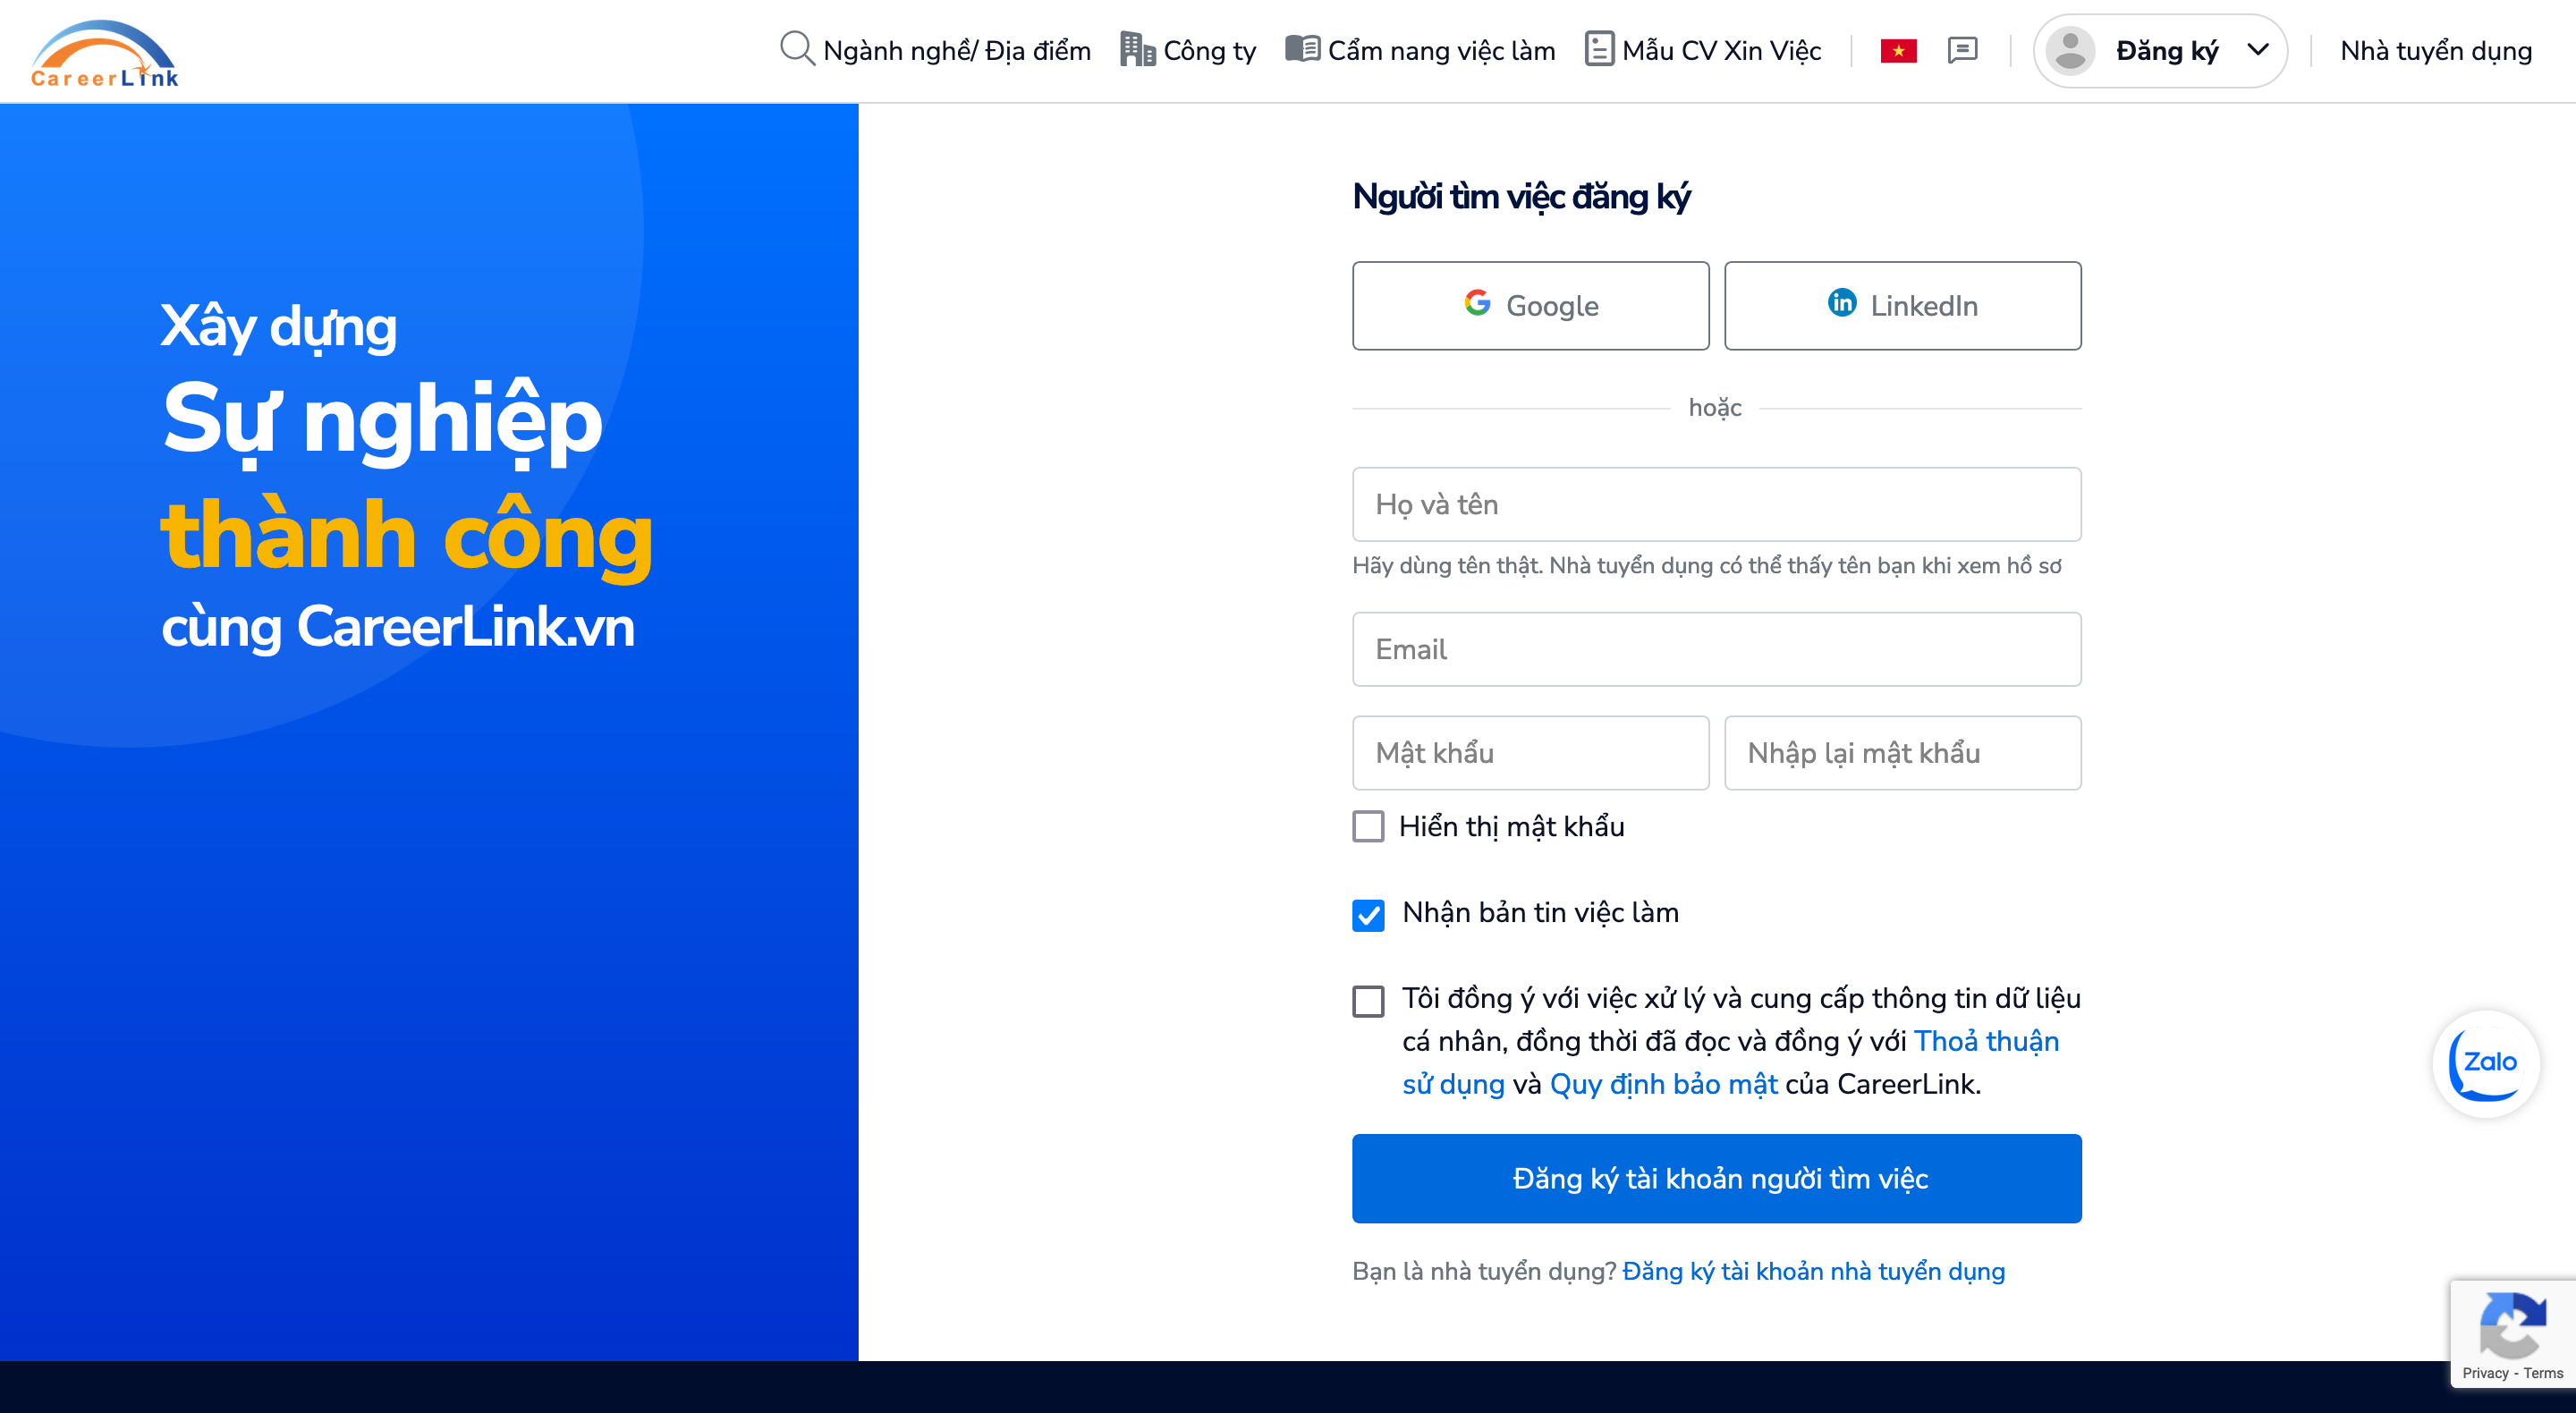 CareerLink
Ngành nghề/ Địa điểm
Công ty
Cẩm nang việc làm
Mẫu CV Xin Việc
Đăng ký
Nhà tuyển dụng
Xây dựng
Sự nghiệp
thành công
cùng CareerLink.vn
Người tìm việc đăng ký
Google
LinkedIn
hoặc
Họ và tên
Hãy dùng tên thật. Nhà tuyển dụng có thể thấy tên bạn khi xem hồ sơ
Email
Mật khẩu
Nhập lại mật khẩu
Hiển thị mật khẩu
Nhận bản tin việc làm
Tôi đồng ý với việc xử lý và cung cấp thông tin dữ liệu
cá nhân, đồng thời đã đọc và đồng ý với Thoả thuận
sử dụng và Quy định bảo mật của CareerLink.
Zalo
Đăng ký tài khoản người tìm việc
Bạn là nhà tuyển dụng? Đăng ký tài khoản nhà tuyển dụng
Privacy - Terms